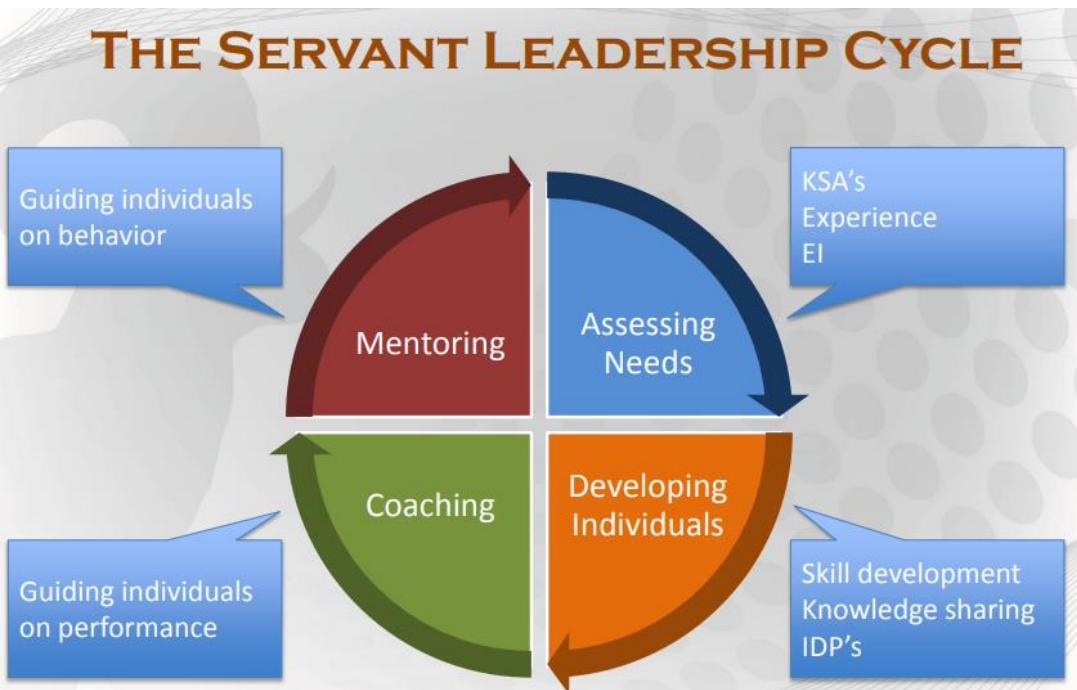 THE SERVANT LEADERSHIP CYCLE
Guiding individuals
on behavior
KSA's
Experience
EI
Mentoring
Assessing
Needs
Coaching
Developing
Individuals
Guiding individuals
on performance
Skill development
Knowledge sharing
IDP's